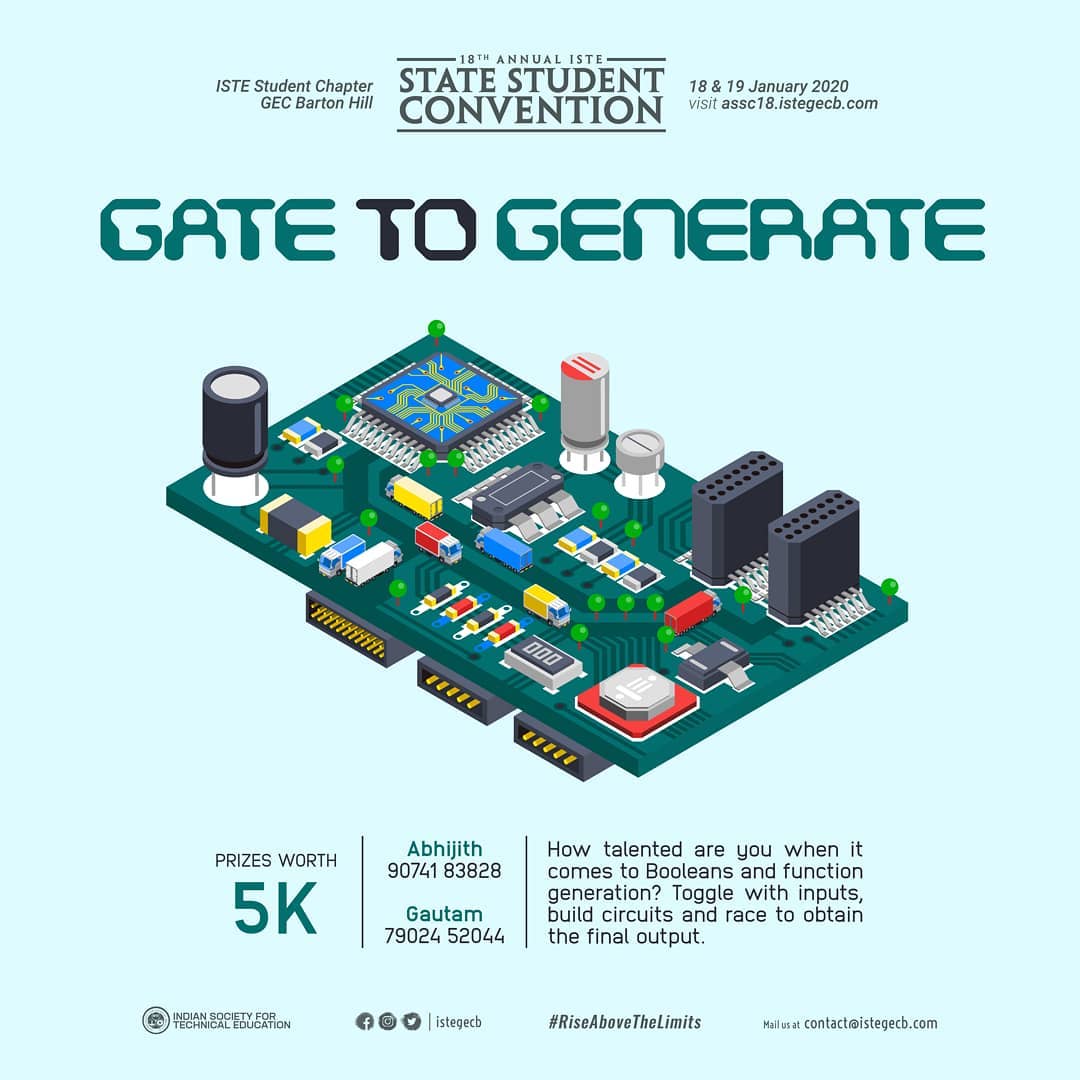 ISTE Student Chapter
GEC Barton Hill
18TH ANNUAL ISTE
STATE STUDENT
CONVENTION
18 & 19 January 2020
visit assc18.istegecb.com
GATE TO GENERATE
000
PRIZES WORTH
5K
Abhijith
90741 83828
Gautam
79024 52044
How talented are you when it
comes to Booleans and function
generation? Toggle with inputs,
build circuits and race to obtain
the final output.
INDIAN SOCIETY FOR
TECHNICAL EDUCATION
istegecb
#RiseAboveTheLimits
Mail us at contact@istegecb.com